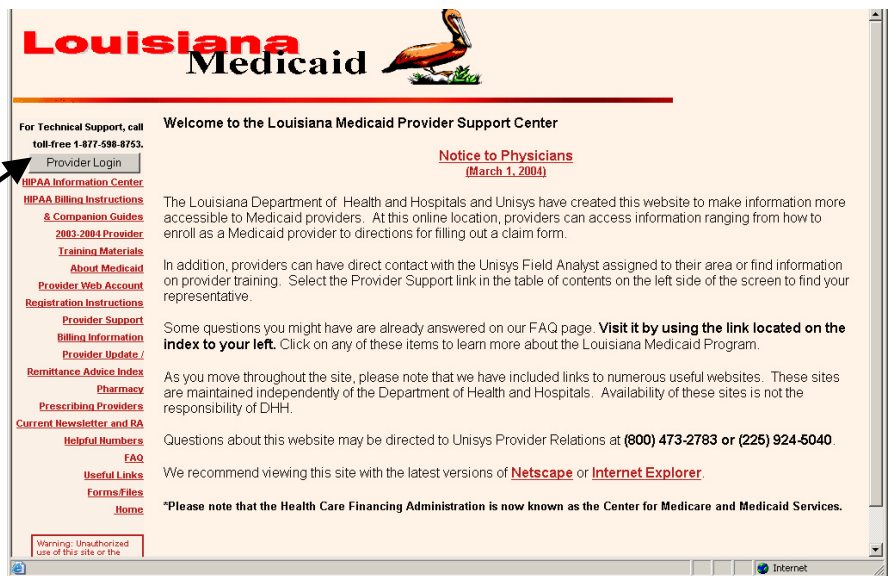 Louisiana
Medicaid
For Technical Support, call
toll-free 1-877-598-8753.
Provider Login
HIPAA Information Center
HIPAA Billing Instructions
& Companion Guides
2003-2004 Provider
Training Materials
About Medicaid
Provider Web Account
Registration Instructions
Provider Support
Billing Information
Provider Update /
Remittance Advice Index
Pharmacy
Prescribing Providers
Current Newsletter and RA
Helpful Numbers
FAQ
Useful Links
Forms/Files
Home
Warning: Unauthorized
use of this site or the
Welcome to the Louisiana Medicaid Provider Support Center
Notice to Physicians
(March 1, 2004)
The Louisiana Department of Health and Hospitals and Unisys have created this website to make information more
accessible to Medicaid providers. At this online location, providers can access information ranging from how to
enroll as a Medicaid provider to directions for filling out a claim form.
In addition, providers can have direct contact with the Unisys Field Analyst assigned to their area or find information
on provider training. Select the Provider Support link in the table of contents on the left side of the screen to find your
representative.
Some questions you might have are already answered on our FAQ page. Visit it by using the link located on the
index to your left. Click on any of these items to learn more about the Louisiana Medicaid Program.
As you move throughout the site, please note that we have included links to numerous useful websites. These sites
are maintained independently of the Department of Health and Hospitals. Availability of these sites is not the
responsibility of DHH.
Questions about this website may be directed to Unisys Provider Relations at (800) 473-2783 or (225) 924-5040.
We recommend viewing this site with the latest versions of Netscape or Internet Explorer.
*Please note that the Health Care Financing Administration is now known as the Center for Medicare and Medicaid Services.
Internet